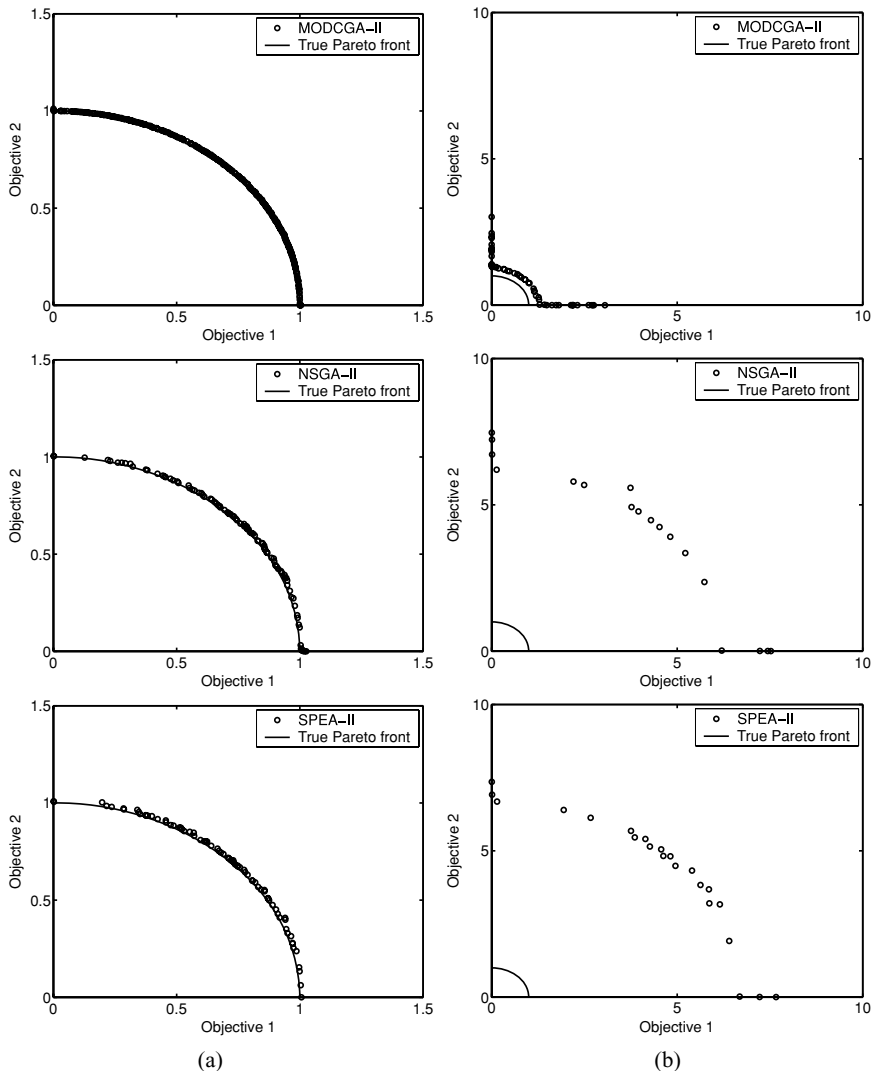 1.5
1
0.5
0
0
0.5
1
1.5
Objective 1
Objective 2
MODCGA-II
True Pareto front
10
5
0
0
5
10
Objective 1
Objective 2
MODCGA-II
True Pareto front
1.5
1
0.5
0
0
0.5
1
1.5
Objective 1
Objective 2
NSGA-II
True Pareto front
10
5
0
0
5
10
Objective 1
Objective 2
NSGA-II
True Pareto front
1.5
1
0.5
0
0
0.5
1
1.5
Objective 1
Objective 2
SPEA-II
True Pareto front
10
5
0
0
5
10
Objective 1
Objective 2
SPEA-II
True Pareto front
(a)
(b)